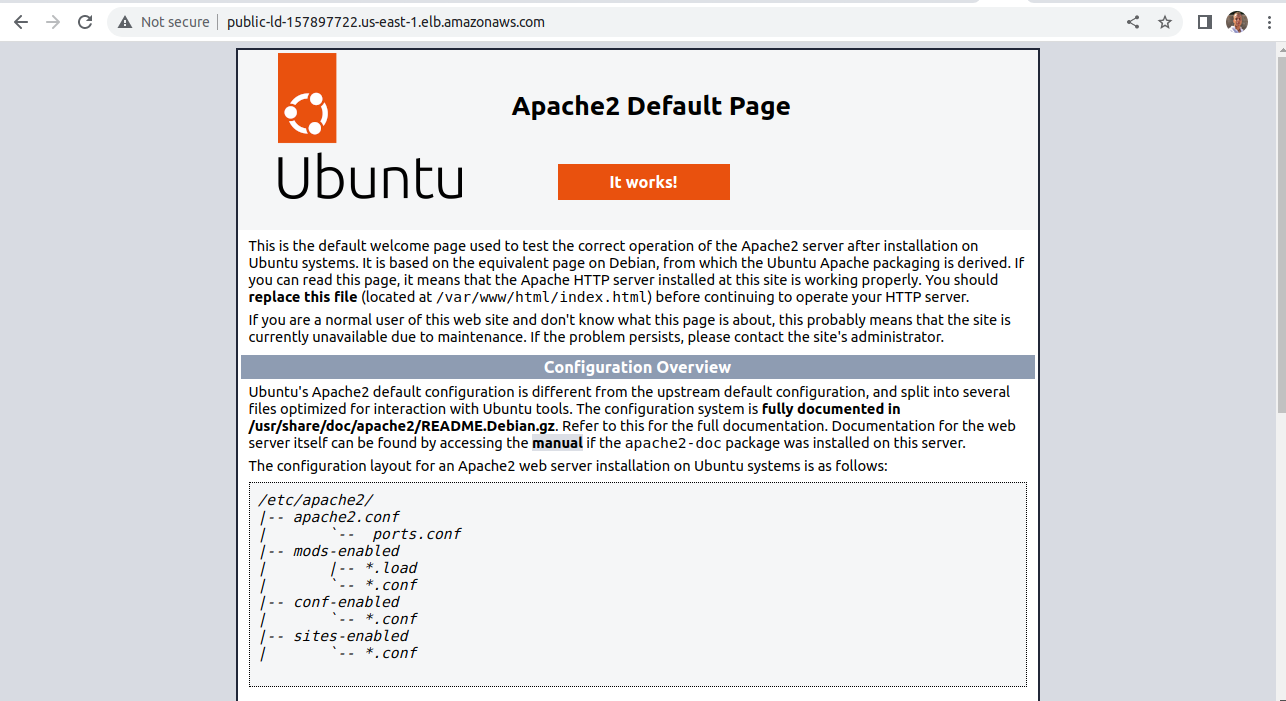 Not secure | public-ld-157897722.us-east-1.elb.amazonaws.com
Apache2 Default Page
Ubuntu
It works!
This is the default welcome page used to test the correct operation of the Apache2 server after installation on
Ubuntu systems. It is based on the equivalent page on Debian, from which the Ubuntu Apache packaging is derived. If
you can read this page, it means that the Apache HTTP server installed at this site is working properly. You should
replace this file (located at /var/www/html/index.html) before continuing to operate your HTTP server.
If you are a normal user of this web site and don't know what this page is about, this probably means that the site is
currently unavailable due to maintenance. If the problem persists, please contact the site's administrator.
Configuration Overview
Ubuntu's Apache2 default configuration is different from the upstream default configuration, and split into several
files optimized for interaction with Ubuntu tools. The configuration system is fully documented in
/usr/share/doc/apache2/README.Debian.gz. Refer to this for the full documentation. Documentation for the web
server itself can be found by accessing the manual if the apache2-doc package was installed on this server.
The configuration layout for an Apache2 web server installation on Ubuntu systems is as follows:
/etc/apache2/
|-- apache2.conf
|       `--  ports.conf
|-- mods-enabled
|       |-- *.load
|       `-- *.conf
|-- conf-enabled
|       `-- *.conf
|-- sites-enabled
|       `-- *.conf